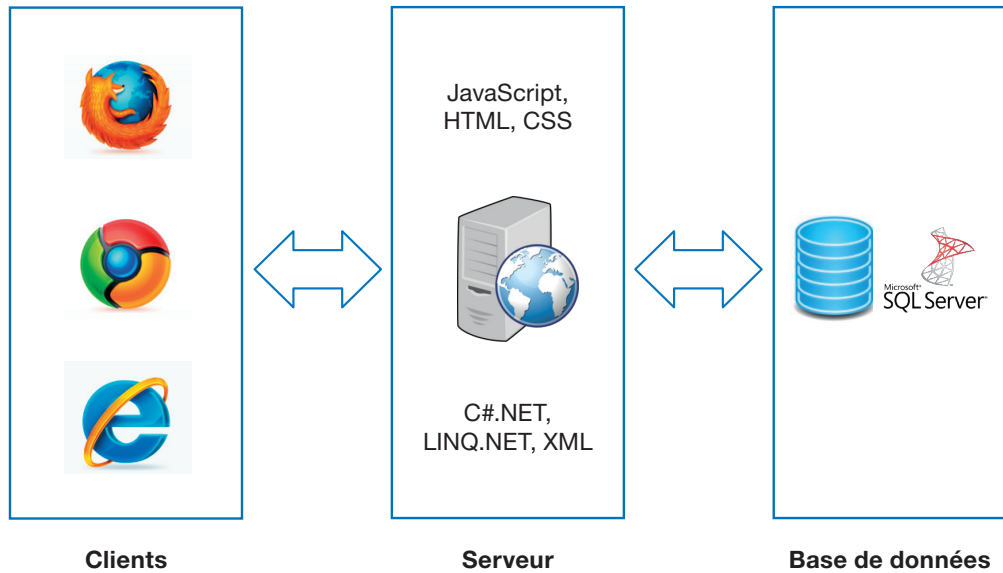 JavaScript,
HTML, CSS
C#.NET,
LINQ.NET, XML
Microsoft®
SQL Server®
Clients
Serveur
Base de données